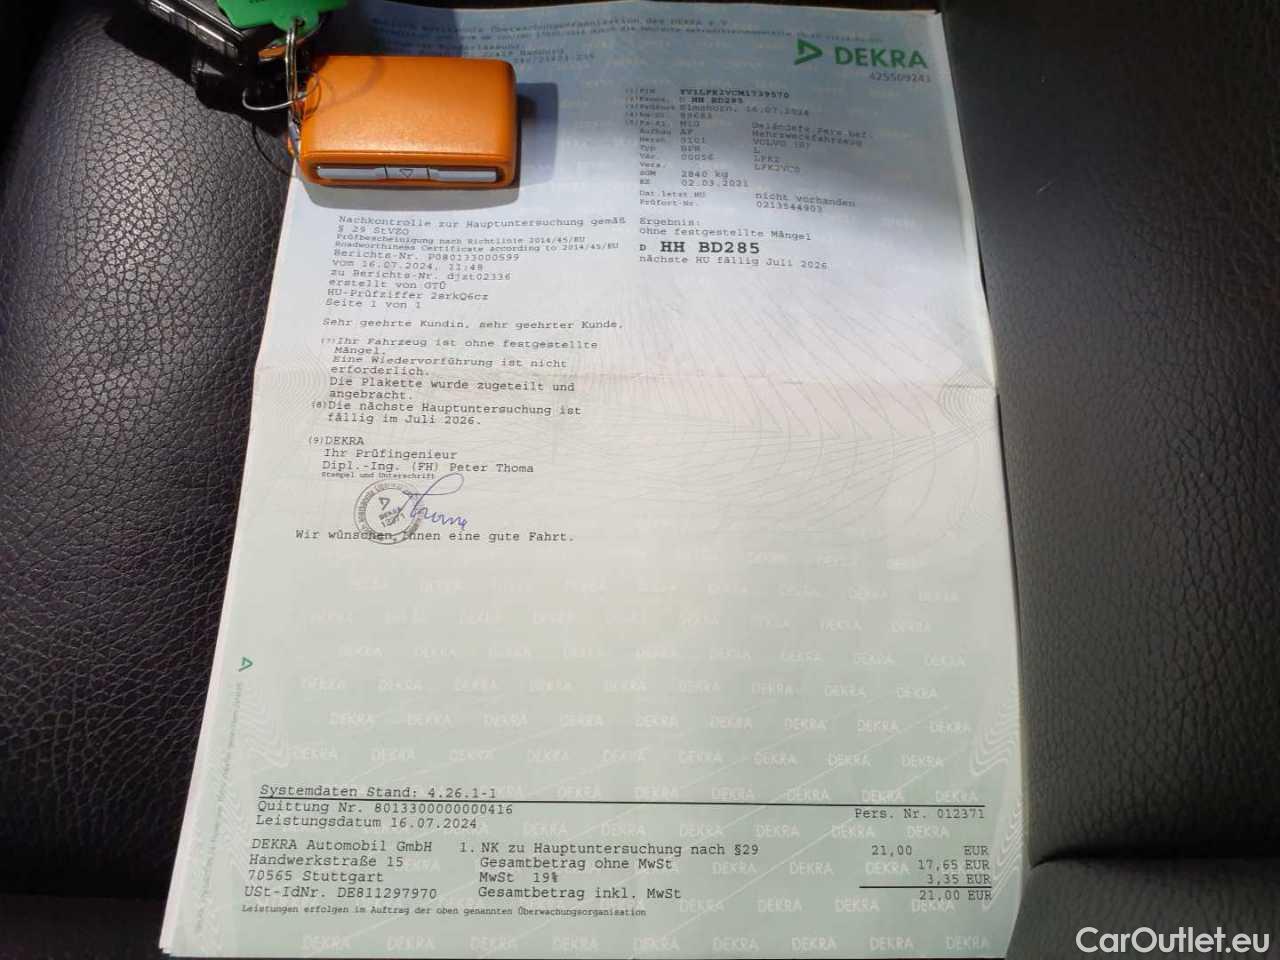 DEKRA
425509241
(1) FIN YV1LFK2VCM1739570
(2) Kennz. D HH BD285
(3) Prüfort Elmshorn, 16.07.2024
M1G Geländefz.Pers.bef.
Aufbau AF Mehrzweckfahrzeug
Herst. 9101 VOLVO (S)
Typ L
Var. 00056 LFK2
Vers. LFK2VC0
zGM 2840 kg
EZ 02.03.2021
Dat.letzt.HU nicht vorhanden
Prüfort-Nr. 0213544903
Nachkontrolle zur Hauptuntersuchung gemäß
§ 29 StVZO
Prüfbescheinigung nach Richtlinie 2014/45/EU
Roadworthiness Certificate according to 2014/45/EU
Berichts-Nr. P080133000599
vom 16.07.2024, 11:48
zu Berichts-Nr. djzt02336
erstellt von GTÜ
HU-Prüfziffer 2srkQ6cz
Seite 1 von 1
Ergebnis:
ohne festgestellte Mängel
D HH BD285
nächste HU fällig Juli 2026
Sehr geehrte Kundin, sehr geehrter Kunde,
(7) Ihr Fahrzeug ist ohne festgestellte
Mängel.
Eine Wiedervorführung ist nicht
erforderlich.
Die Plakette wurde zugeteilt und
angebracht.
(8) Die nächste Hauptuntersuchung ist
fällig im Juli 2026.
(9) DEKRA
Ihr Prüfingenieur
Dipl.-Ing. (FH) Peter Thoma
Stempel und Unterschrift
DEKRA
Wir wünschen Ihnen eine gute Fahrt.
Systemdaten Stand: 4.26.1-1
Quittung Nr. 8013300000000416 Pers. Nr. 012371
Leistungsdatum 16.07.2024
DEKRA Automobil GmbH 1. NK zu Hauptuntersuchung nach §29 21,00 EUR
Handwerkstraße 15 Gesamtbetrag ohne MwSt 17,65 EUR
70565 Stuttgart MwSt 19% 3,35 EUR
USt-IdNr. DE811297970 Gesamtbetrag inkl. MwSt 21,00 EUR
Leistungen erfolgen im Auftrag der oben genannten Überwachungsorganisation
CarOutlet.eu